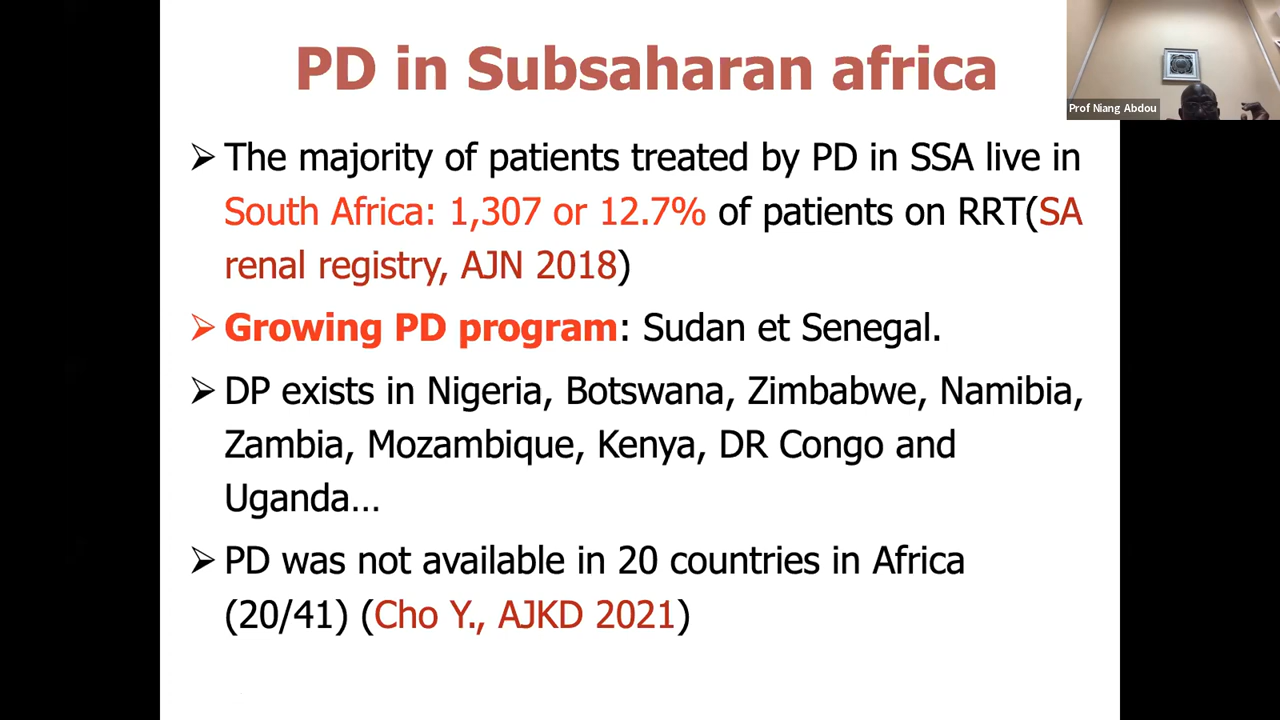 PD in Subsaharan africa
Prof Niang Abdou
➢ The majority of patients treated by PD in SSA live in
South Africa: 1,307 or 12.7% of patients on RRT(SA
renal registry, AJN 2018)
➢ Growing PD program: Sudan et Senegal.
➢ DP exists in Nigeria, Botswana, Zimbabwe, Namibia,
Zambia, Mozambique, Kenya, DR Congo and
Uganda...
➢ PD was not available in 20 countries in Africa
(20/41) (Cho Y., AJKD 2021)